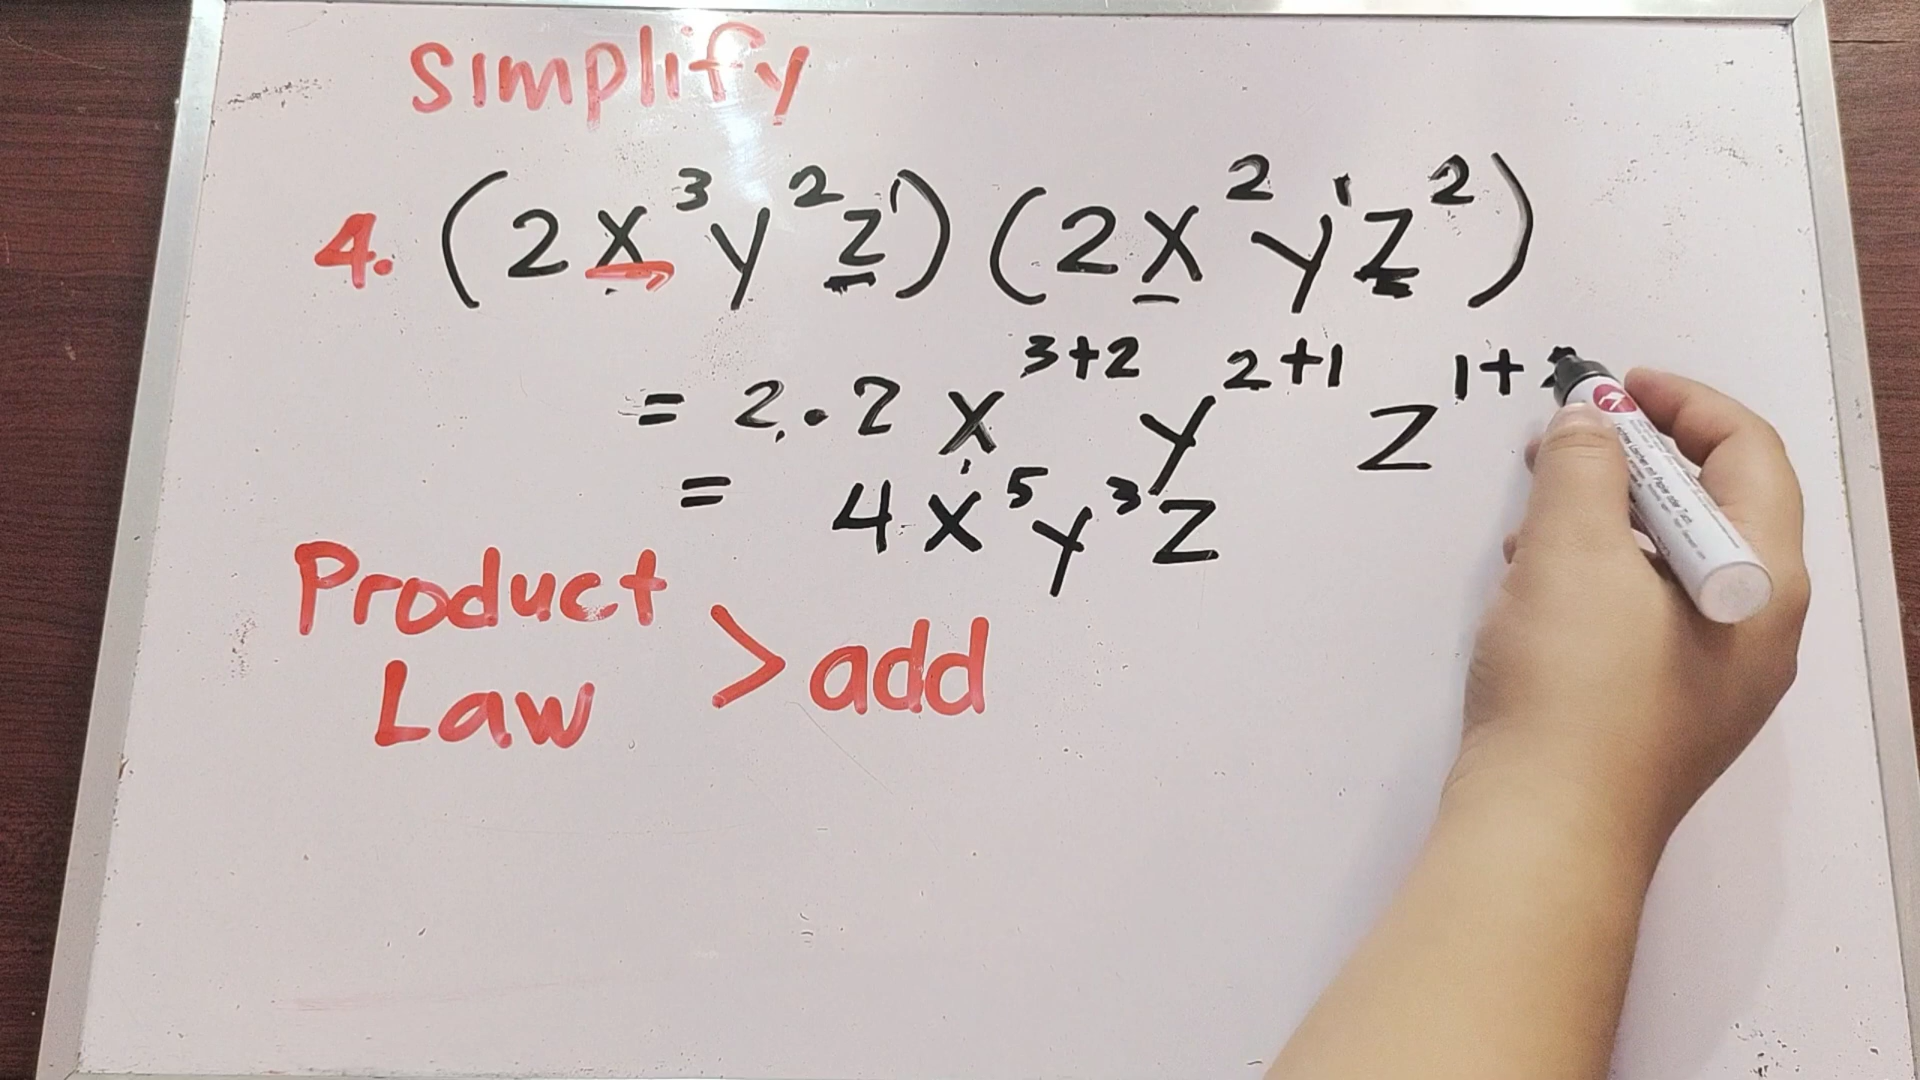 Simplify
4. (2x³y²z¹)(2x²y¹z²)
= 2·2 x³⁺² y²⁺¹ z¹⁺
= 4x⁵y³z
Product
Law > add